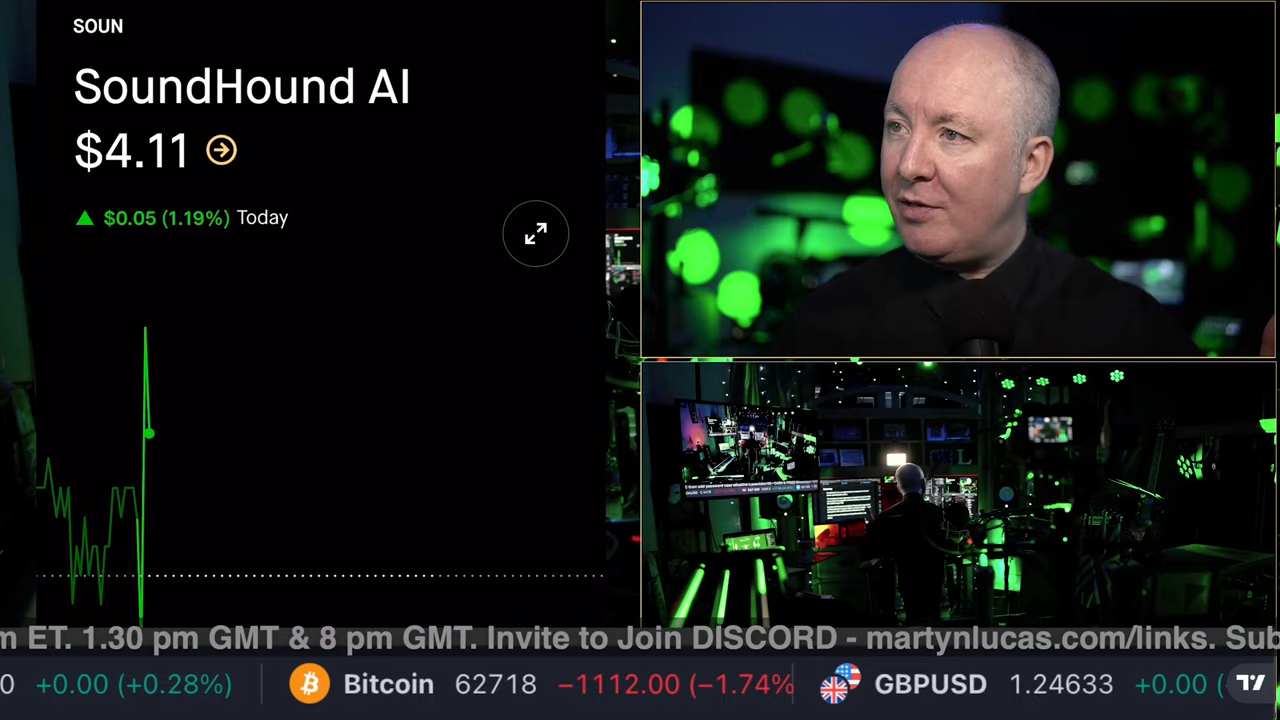 SOUN
SoundHound AI
$4.11
$0.05 (1.19%) Today
m ET. 1.30 pm GMT & 8 pm GMT. Invite to Join DISCORD - martynlucas.com/links. Sub
0 +0.00 (+0.28%) Bitcoin 62718 −1112.00 (−1.74% GBPUSD 1.24633 +0.00 (